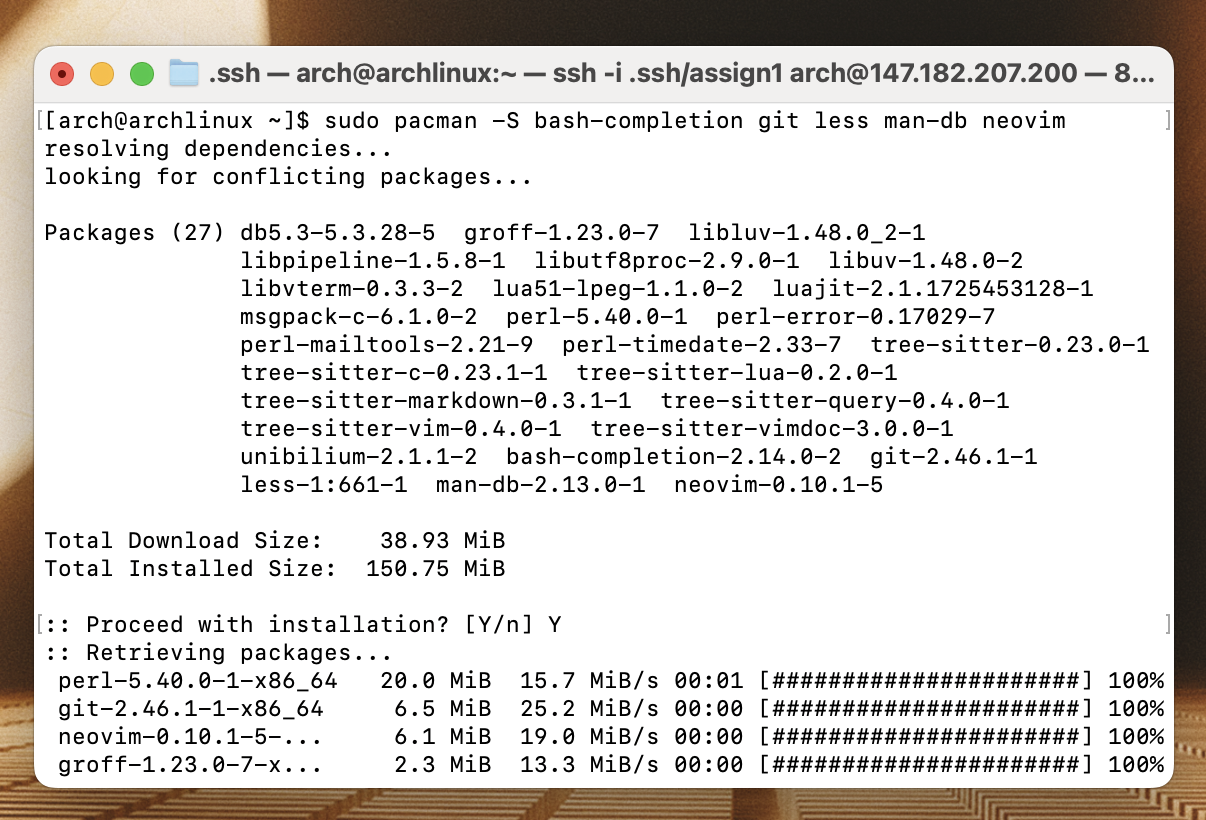 .ssh — arch@archlinux:~ — ssh -i .ssh/assign1 arch@147.182.207.200 — 8...
[[arch@archlinux ~]$ sudo pacman -S bash-completion git less man-db neovim ]
resolving dependencies...
looking for conflicting packages...
Packages (27) db5.3-5.3.28-5  groff-1.23.0-7  libluv-1.48.0_2-1
libpipeline-1.5.8-1  libutf8proc-2.9.0-1  libuv-1.48.0-2
libvterm-0.3.3-2  lua51-lpeg-1.1.0-2  luajit-2.1.1725453128-1
msgpack-c-6.1.0-2  perl-5.40.0-1  perl-error-0.17029-7
perl-mailtools-2.21-9  perl-timedate-2.33-7  tree-sitter-0.23.0-1
tree-sitter-c-0.23.1-1  tree-sitter-lua-0.2.0-1
tree-sitter-markdown-0.3.1-1  tree-sitter-query-0.4.0-1
tree-sitter-vim-0.4.0-1  tree-sitter-vimdoc-3.0.0-1
unibilium-2.1.1-2  bash-completion-2.14.0-2  git-2.46.1-1
less-1:661-1  man-db-2.13.0-1  neovim-0.10.1-5
Total Download Size:    38.93 MiB
Total Installed Size:  150.75 MiB
[:: Proceed with installation? [Y/n] Y ]
:: Retrieving packages...
perl-5.40.0-1-x86_64   20.0 MiB  15.7 MiB/s 00:01 [######################] 100%
git-2.46.1-1-x86_64     6.5 MiB  25.2 MiB/s 00:00 [######################] 100%
neovim-0.10.1-5-...     6.1 MiB  19.0 MiB/s 00:00 [######################] 100%
groff-1.23.0-7-x...     2.3 MiB  13.3 MiB/s 00:00 [######################] 100%